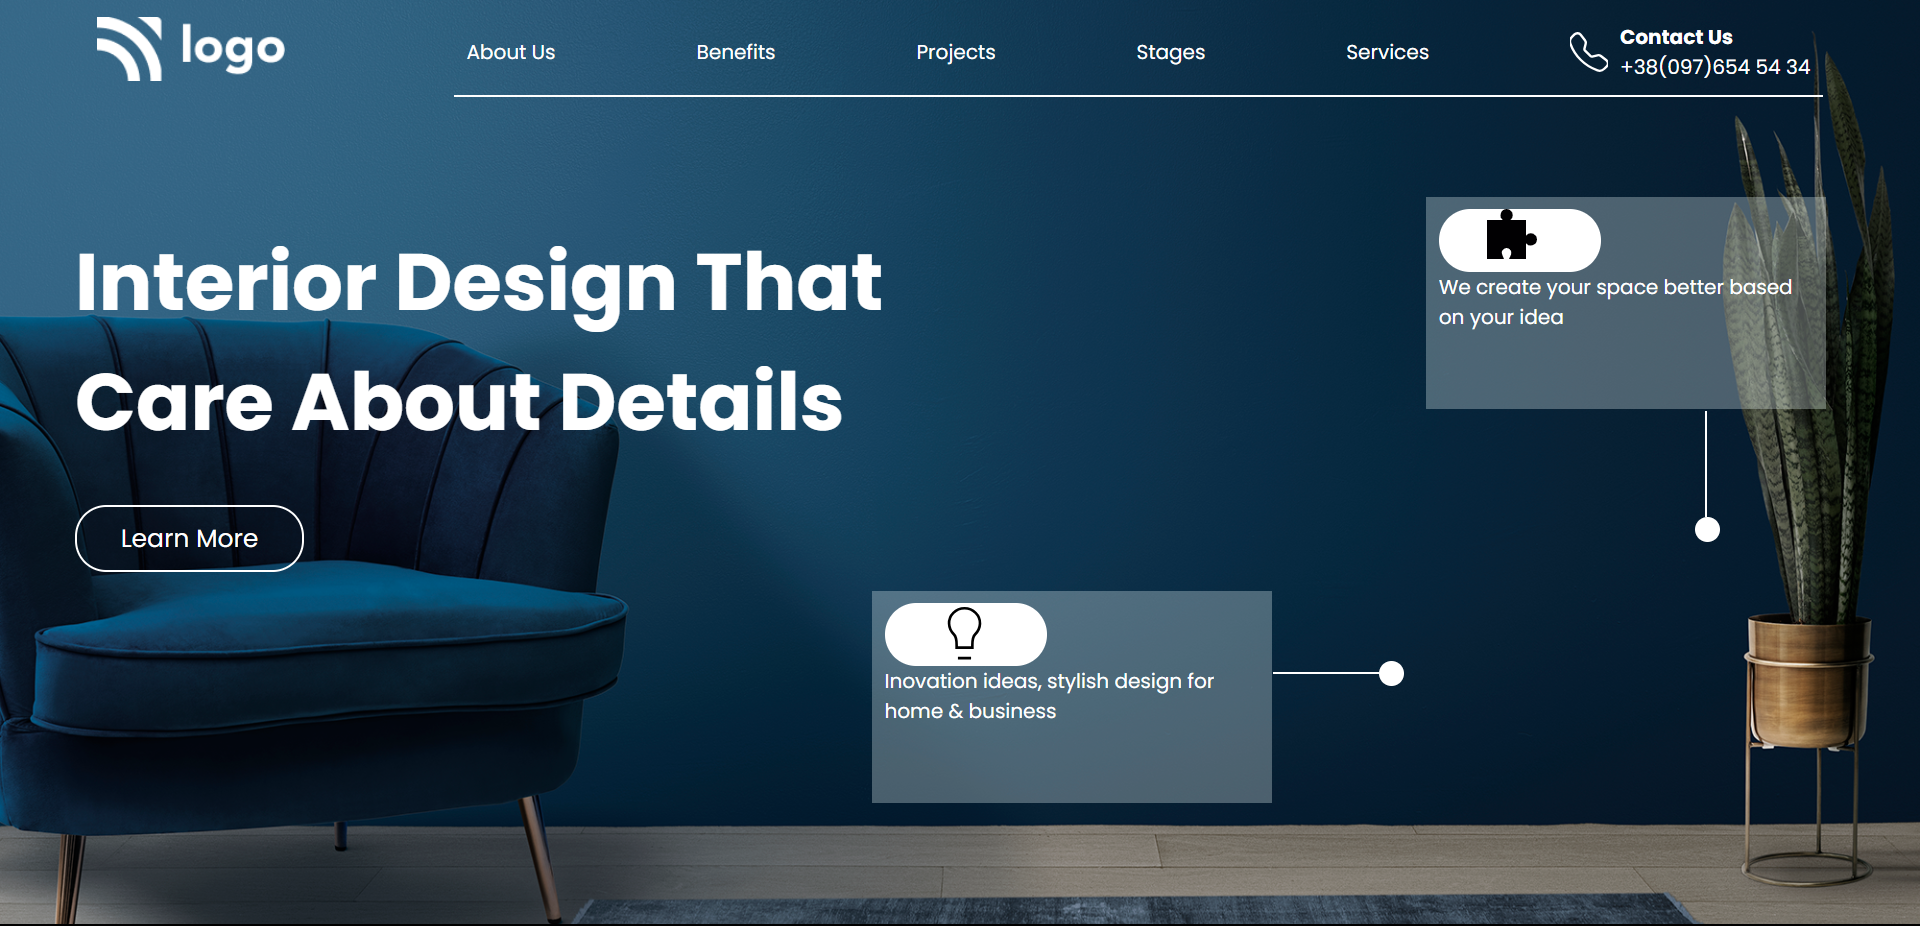 logo
About Us
Benefits
Projects
Stages
Services
Contact Us
+38(097)654 54 34
Interior Design That
Care About Details
Learn More
We create your space better based
on your idea
Inovation ideas, stylish design for
home & business